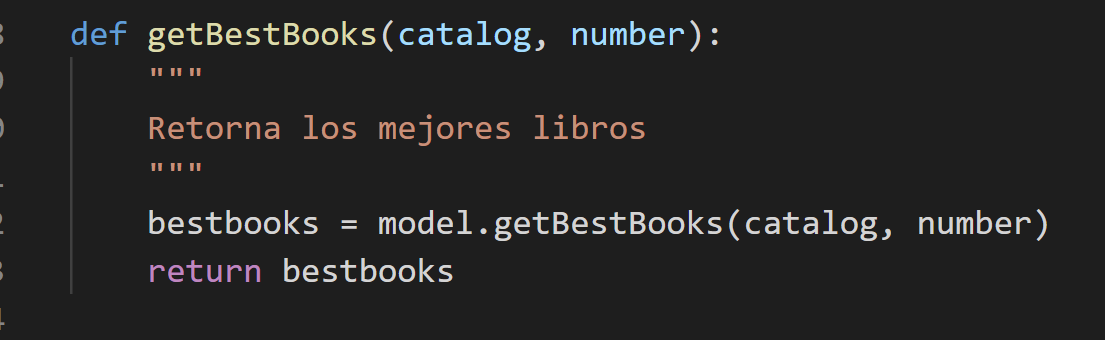 def getBestBooks(catalog, number):
"""
Retorna los mejores libros
"""
bestbooks = model.getBestBooks(catalog, number)
return bestbooks